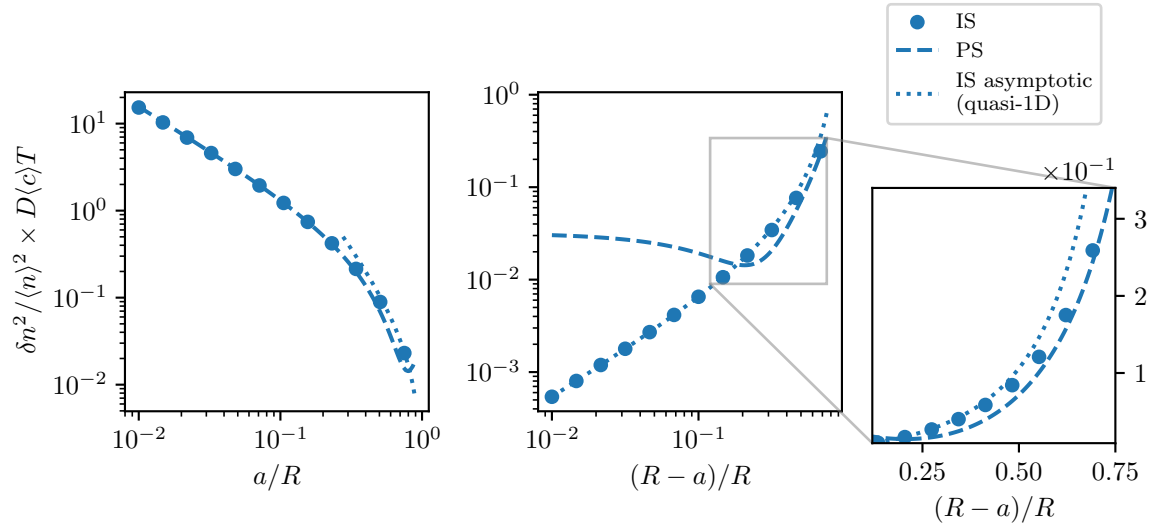 IS
PS
IS asymptotic
(quasi-1D)
δn²/⟨n⟩² × D⟨c⟩T
10¹
10⁰
10⁻¹
10⁻²
10⁻² 10⁻¹ 10⁰
a/R
10⁰
10⁻¹
10⁻²
10⁻³
10⁻² 10⁻¹
(R − a)/R
×10⁻¹
3
2
1
0.25 0.50 0.75
(R − a)/R